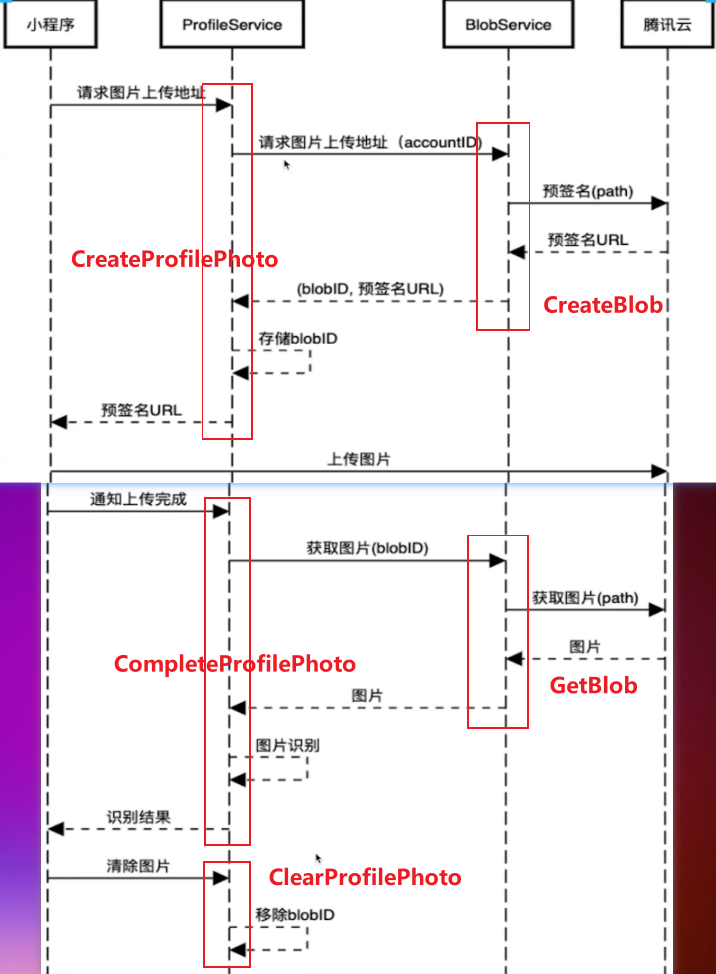 小程序
ProfileService
BlobService
腾讯云
请求图片上传地址
请求图片上传地址（accountID)
预签名(path)
预签名URL
CreateProfilePhoto
(blobID, 预签名URL)
CreateBlob
存储blobID
预签名URL
上传图片
通知上传完成
获取图片(blobID)
获取图片(path)
图片
CompleteProfilePhoto
GetBlob
图片
图片识别
识别结果
清除图片
ClearProfilePhoto
移除blobID